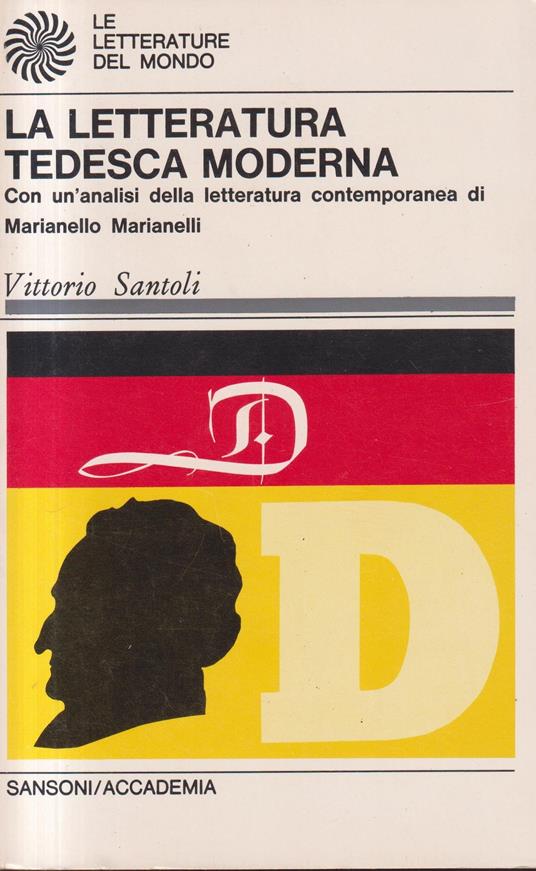 LE
LETTERATURE
DEL MONDO
LA LETTERATURA
TEDESCA MODERNA
Con un'analisi della letteratura contemporanea di
Marianello Marianelli
Vittorio Santoli
D
D
SANSONI/ACCADEMIA